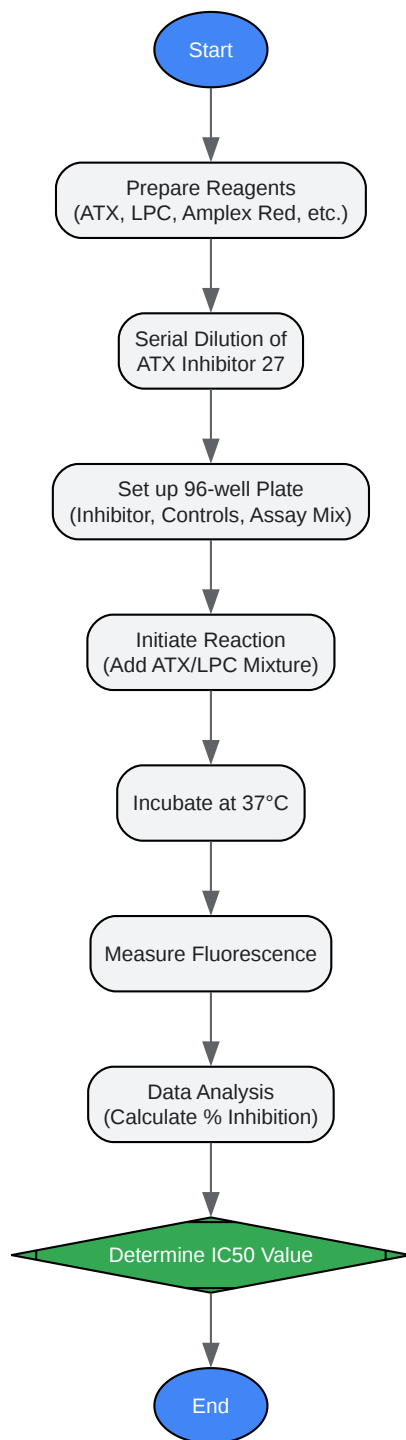 Start
Prepare Reagents
(ATX, LPC, Amplex Red, etc.)
Serial Dilution of
ATX Inhibitor 27
Set up 96-well Plate
(Inhibitor, Controls, Assay Mix)
Initiate Reaction
(Add ATX/LPC Mixture)
Incubate at 37°C
Measure Fluorescence
Data Analysis
(Calculate % Inhibition)
Determine IC50 Value
End